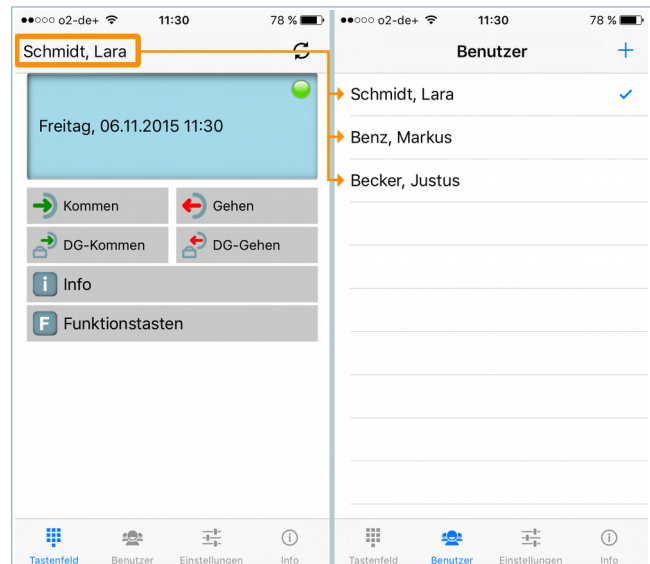 o2-de+ 11:30 78 %
Schmidt, Lara
Freitag, 06.11.2015 11:30
Kommen Gehen
DG-Kommen DG-Gehen
i Info
F Funktionstasten
Tastenfeld Benutzer Einstellungen Info
o2-de+ 11:30 78 %
Benutzer +
Schmidt, Lara
Benz, Markus
Becker, Justus
Tastenfeld Benutzer Einstellungen Info